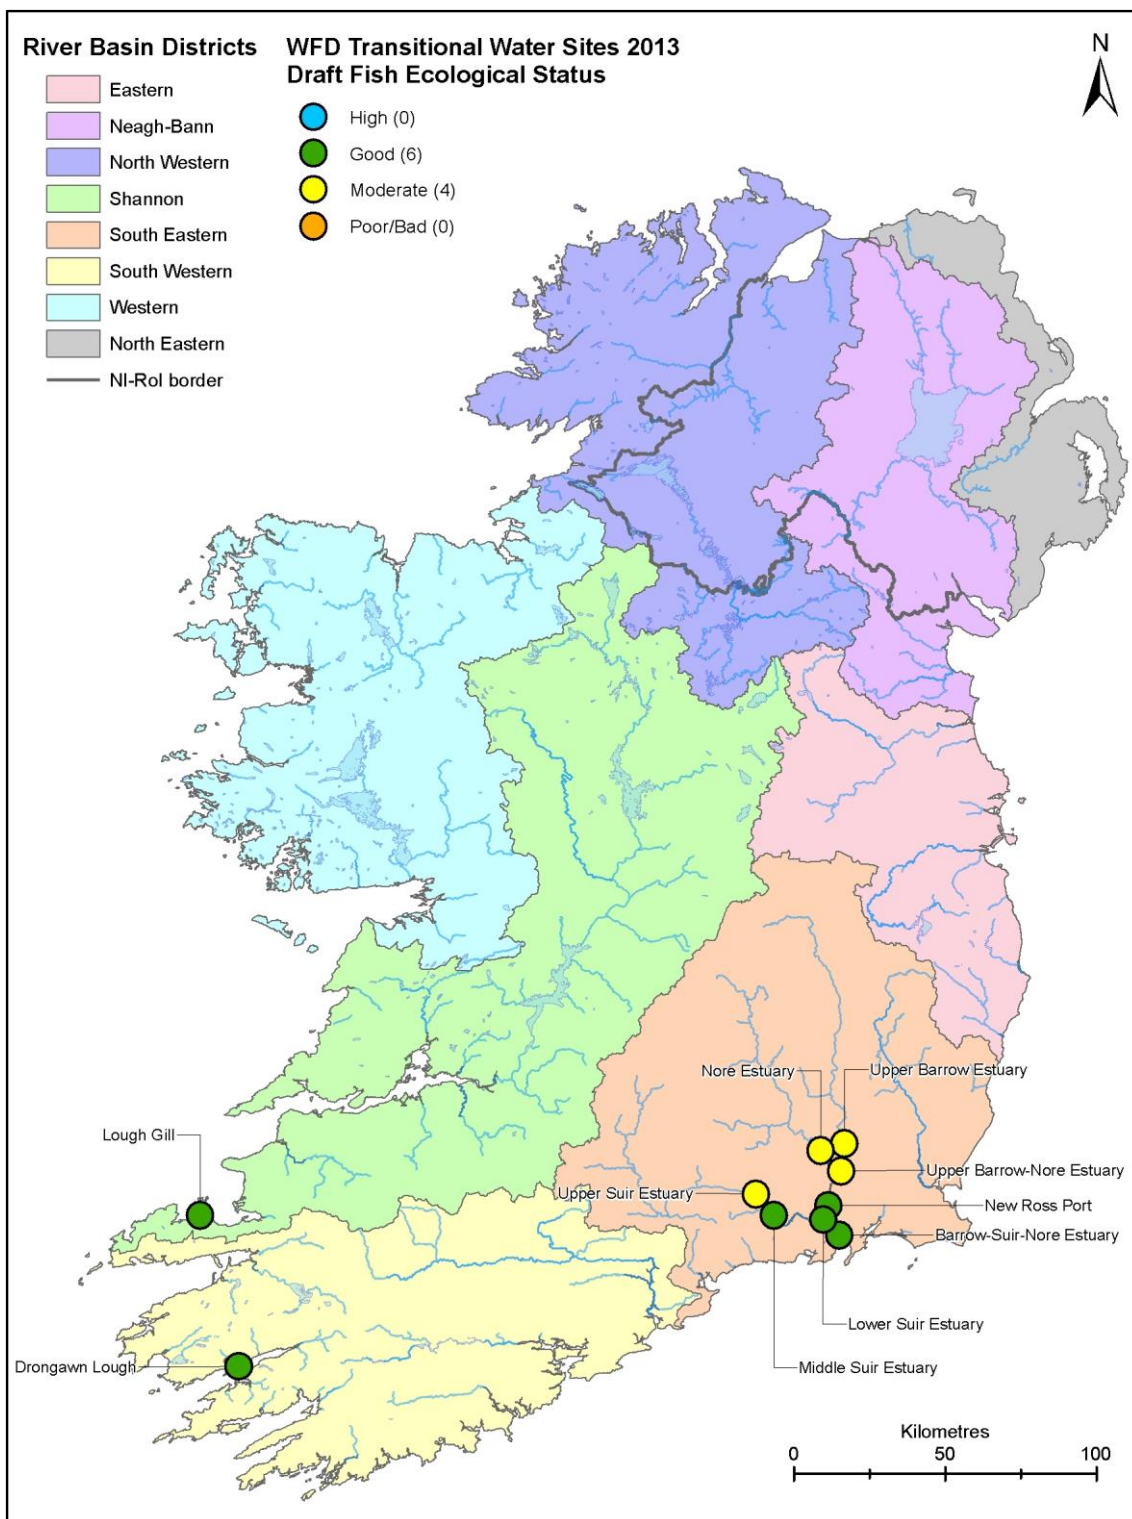 River Basin Districts
Eastern
Neagh-Bann
North Western
Shannon
South Eastern
South Western
Western
North Eastern
NI-RoI border
WFD Transitional Water Sites 2013
Draft Fish Ecological Status
High (0)
Good (6)
Moderate (4)
Poor/Bad (0)
N
Nore Estuary
Upper Barrow Estuary
Lough Gill
Upper Barrow-Nore Estuary
Upper Suir Estuary
New Ross Port
Barrow-Suir-Nore Estuary
Lower Suir Estuary
Middle Suir Estuary
Drongawn Lough
Kilometres
0 50 100